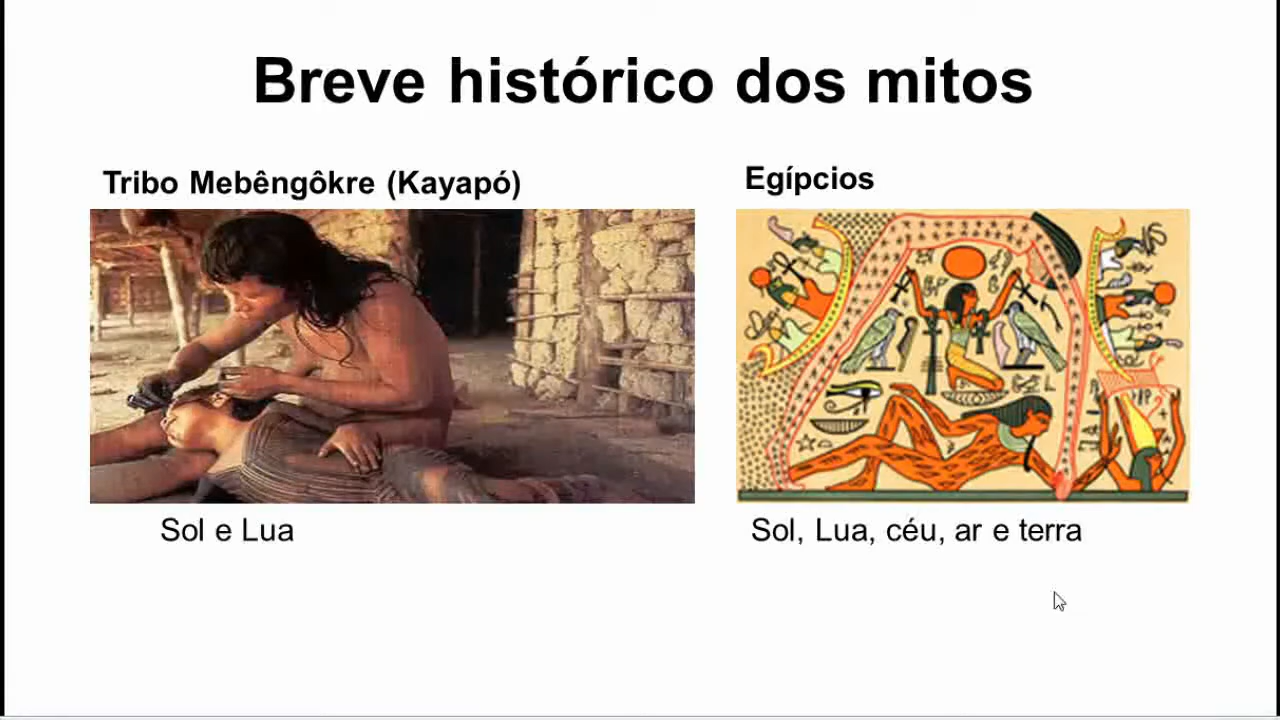 Breve histórico dos mitos
Tribo Mebêngôkre (Kayapó)
Egípcios
Sol e Lua
Sol, Lua, céu, ar e terra